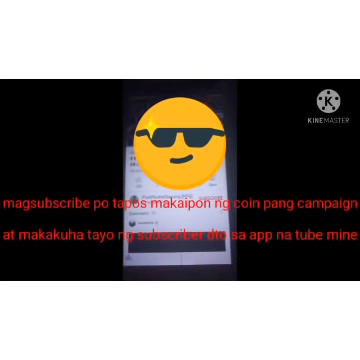 KINEMASTER
magsubscribe po tapos makaipon ng coin pang campaign
at makakuha tayo ng subscriber dto sa app na tube mine